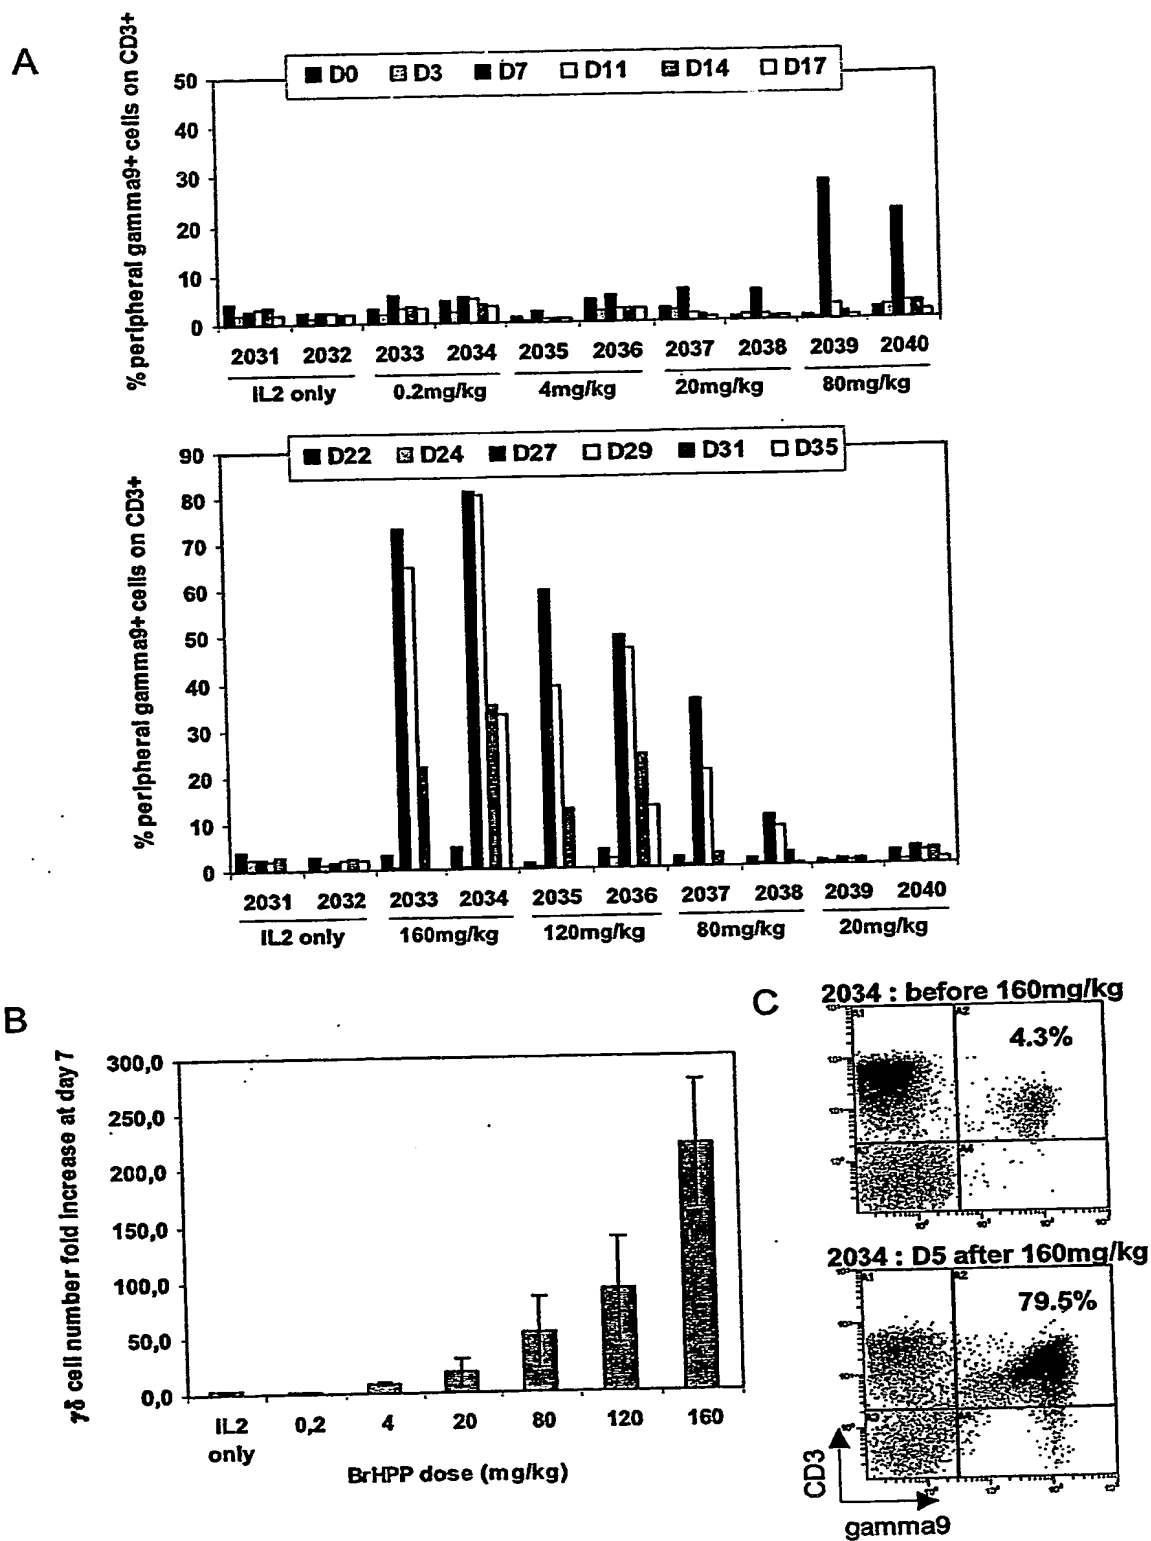 A
% peripheral gamma9+ cells on CD3+
D0 D3 D7 D11 D14 D17
50
40
30
20
10
0
2031 2032 2033 2034 2035 2036 2037 2038 2039 2040
IL2 only 0.2mg/kg 4mg/kg 20mg/kg 80mg/kg
% peripheral gamma9+ cells on CD3+
D22 D24 D27 D29 D31 D35
90
80
70
60
50
40
30
20
10
0
2031 2032 2033 2034 2035 2036 2037 2038 2039 2040
IL2 only 160mg/kg 120mg/kg 80mg/kg 20mg/kg
B
γδ cell number fold increase at day 7
300,0
250,0
200,0
150,0
100,0
50,0
0,0
IL2 only 0,2 4 20 80 120 160
BrHPP dose (mg/kg)
C
2034 : before 160mg/kg
A1 A2
4.3%
2034 : D5 after 160mg/kg
A1 A2
79.5%
CD3
gamma9